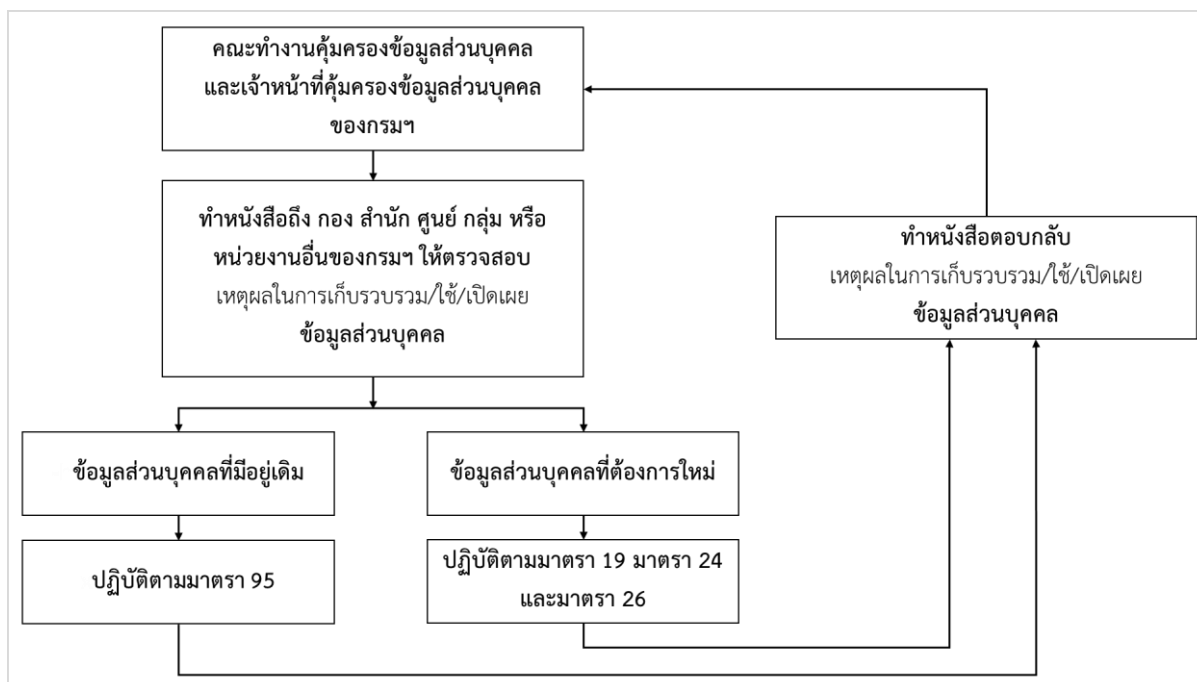 คณะทำงานคุ้มครองข้อมูลส่วนบุคคล
และเจ้าหน้าที่คุ้มครองข้อมูลส่วนบุคคล
ของกรมฯ
ทำหนังสือถึง กอง สำนัก ศูนย์ กลุ่ม หรือ
หน่วยงานอื่นของกรมฯ ให้ตรวจสอบ
เหตุผลในการเก็บรวบรวม/ใช้/เปิดเผย
ข้อมูลส่วนบุคคล
ทำหนังสือตอบกลับ
เหตุผลในการเก็บรวบรวม/ใช้/เปิดเผย
ข้อมูลส่วนบุคคล
ข้อมูลส่วนบุคคลที่มีอยู่เดิม
ข้อมูลส่วนบุคคลที่ต้องการใหม่
ปฏิบัติตามมาตรา 95
ปฏิบัติตามมาตรา 19 มาตรา 24
และมาตรา 26